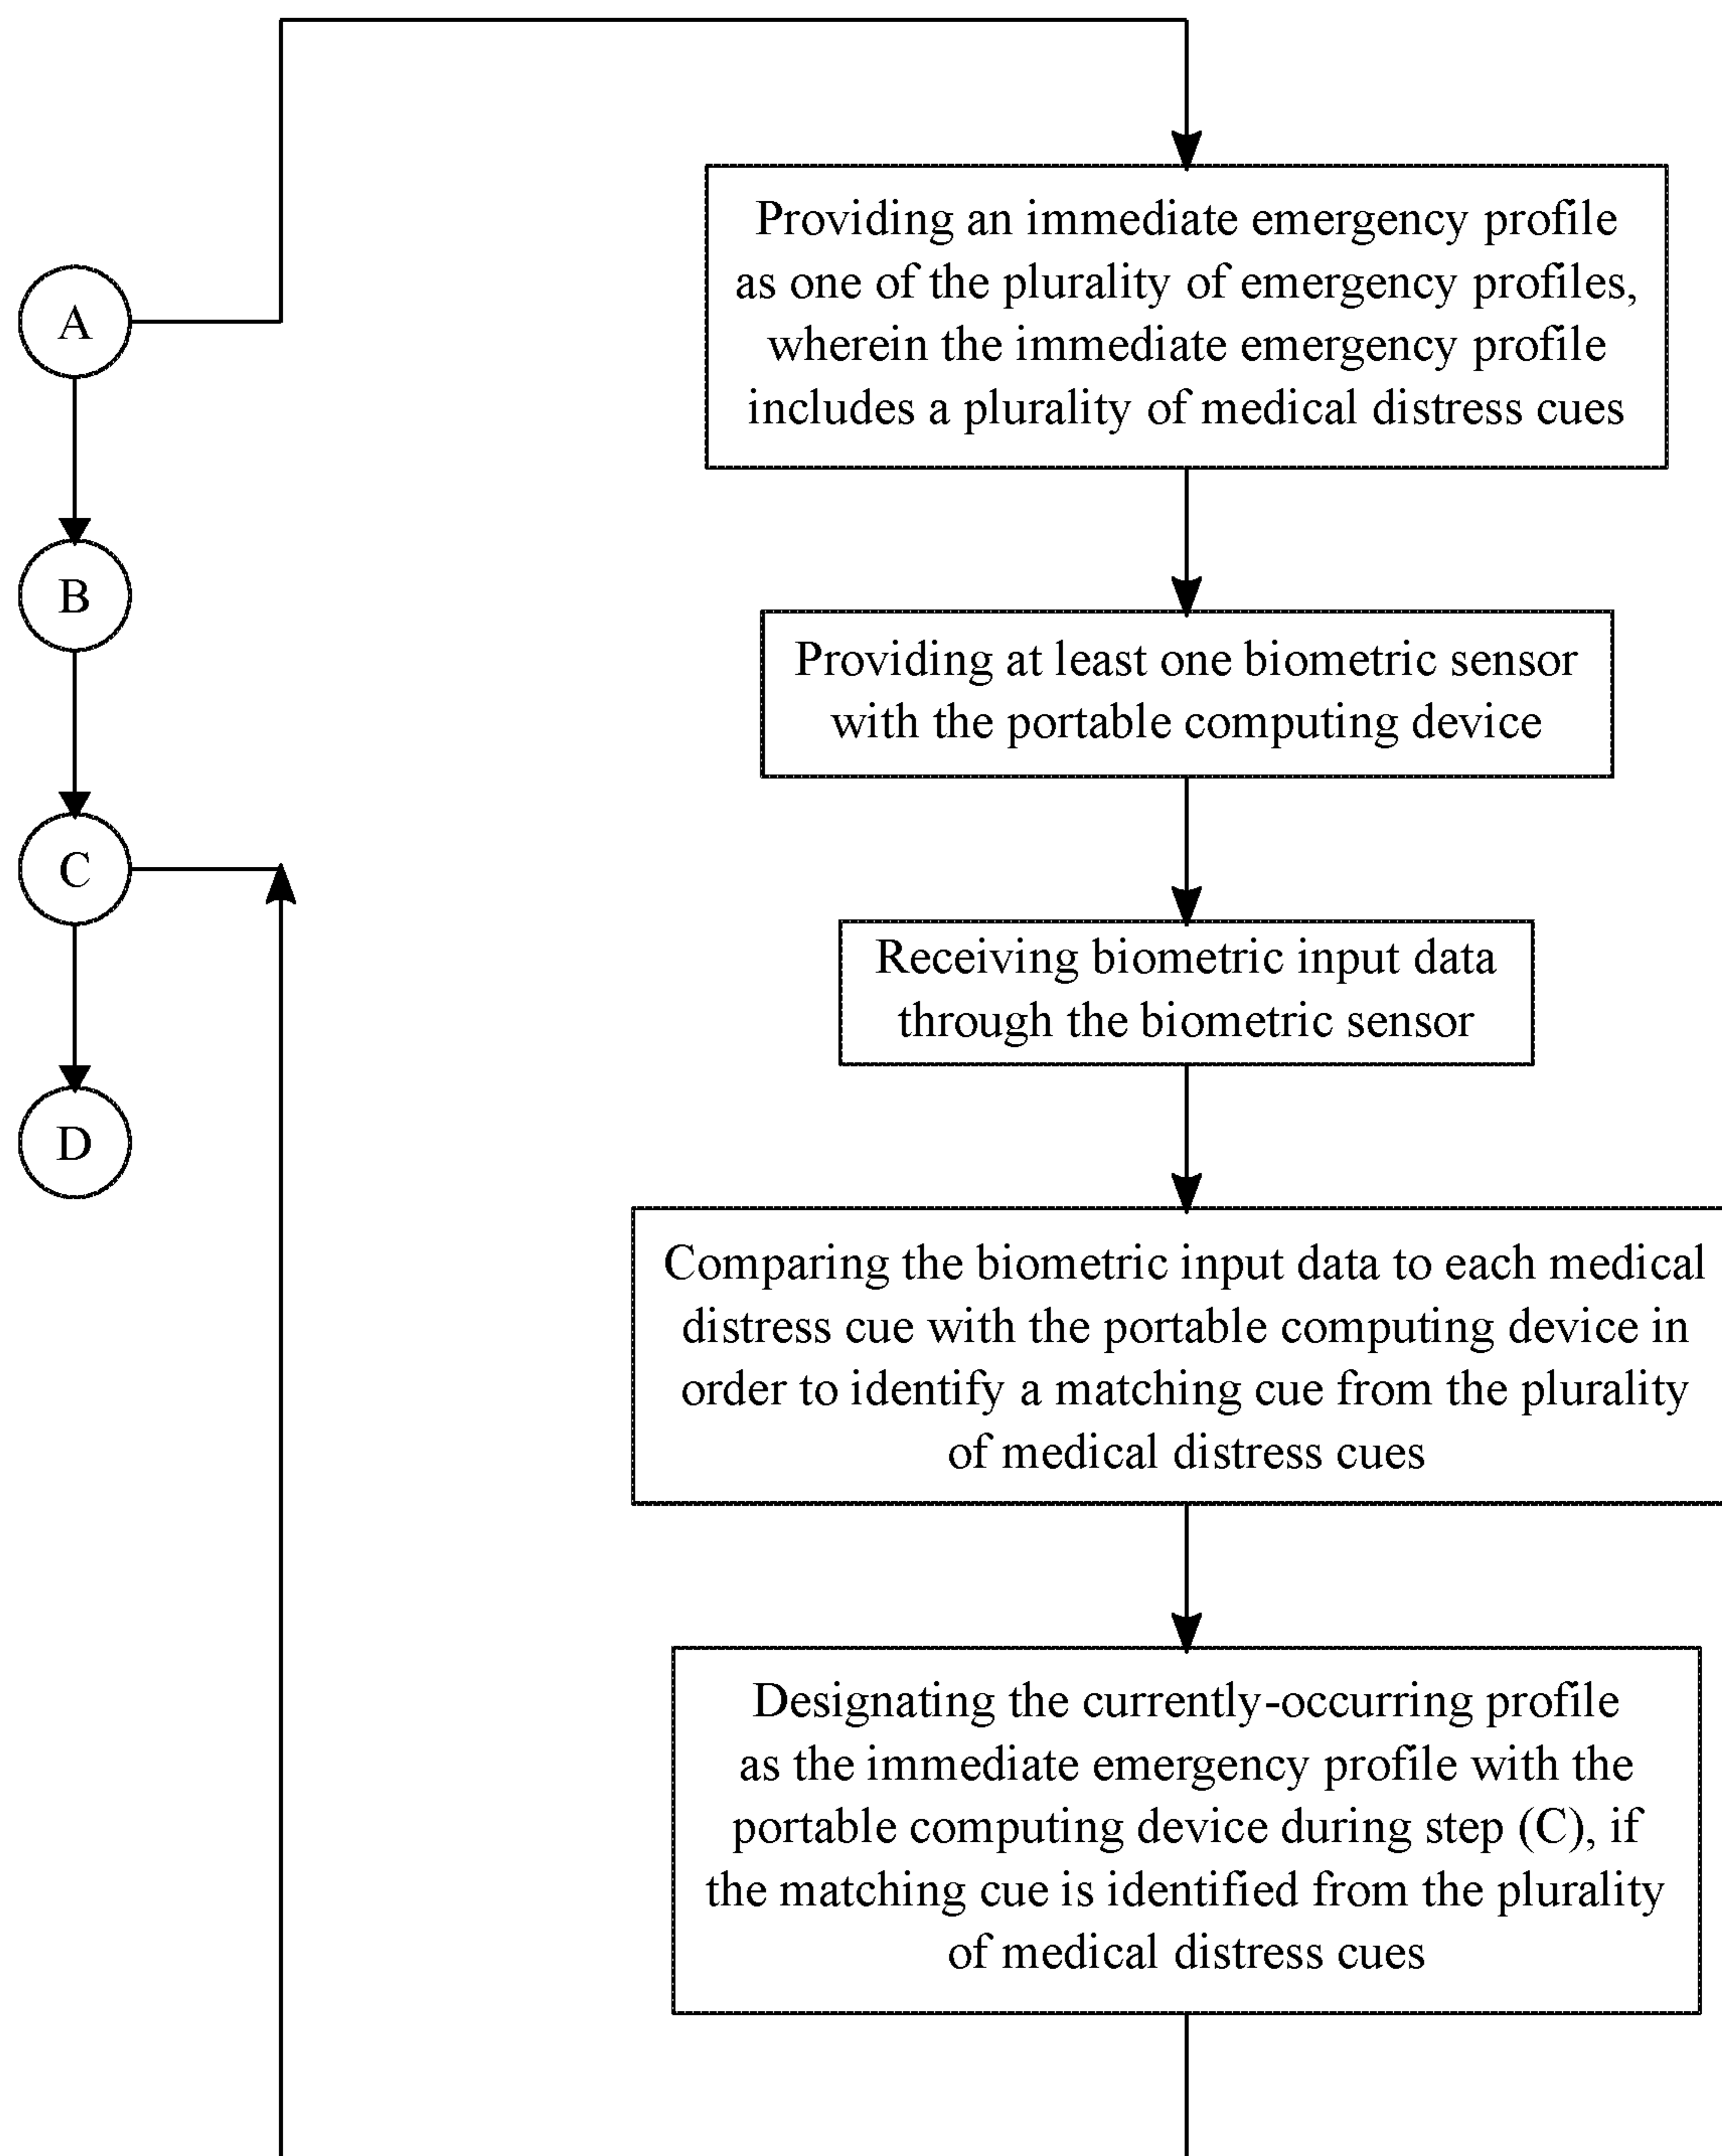 A
B
C
D
Providing an immediate emergency profile
as one of the plurality of emergency profiles,
wherein the immediate emergency profile
includes a plurality of medical distress cues
Providing at least one biometric sensor
with the portable computing device
Receiving biometric input data
through the biometric sensor
Comparing the biometric input data to each medical
distress cue with the portable computing device in
order to identify a matching cue from the plurality
of medical distress cues
Designating the currently-occurring profile
as the immediate emergency profile with the
portable computing device during step (C), if
the matching cue is identified from the plurality
of medical distress cues